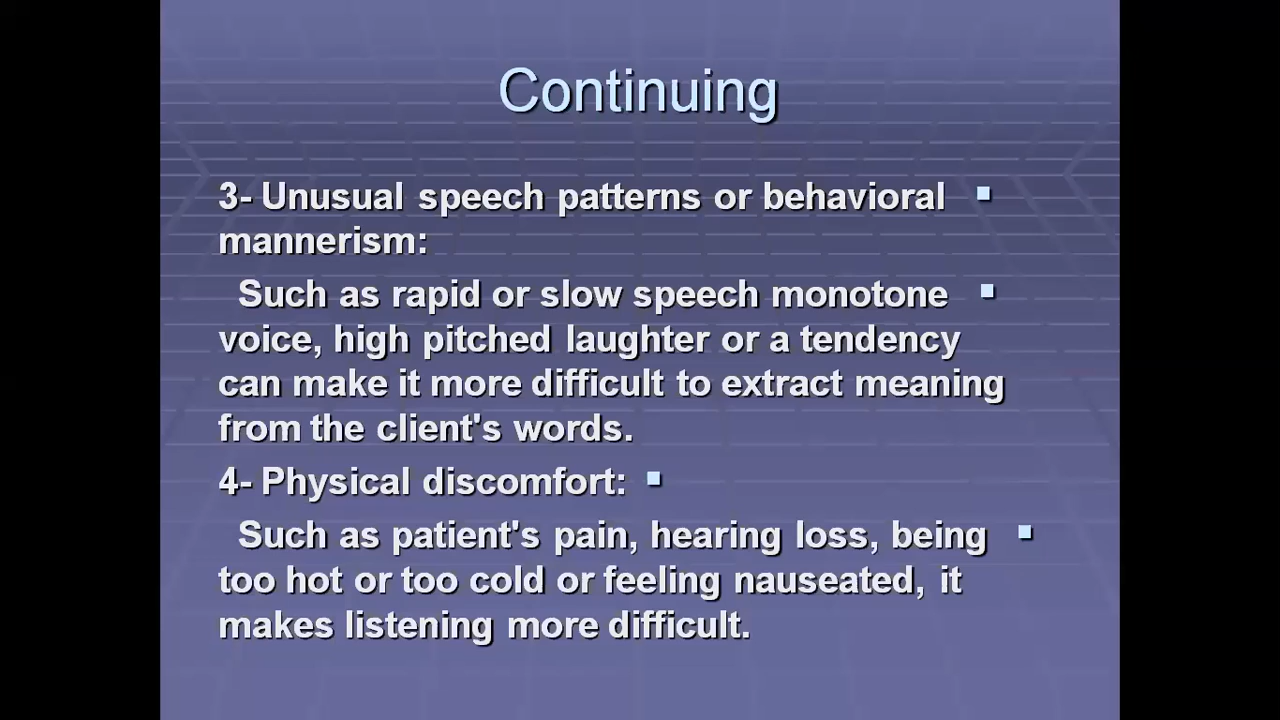 Continuing
3- Unusual speech patterns or behavioral
mannerism:
Such as rapid or slow speech monotone
voice, high pitched laughter or a tendency
can make it more difficult to extract meaning
from the client's words.
4- Physical discomfort:
Such as patient's pain, hearing loss, being
too hot or too cold or feeling nauseated, it
makes listening more difficult.